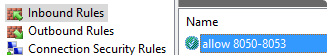 Inbound Rules
Outbound Rules
Connection Security Rules
Name
allow 8050-8053